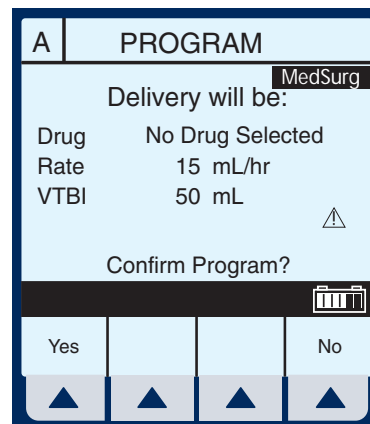 A PROGRAM
MedSurg
Delivery will be:
Drug No Drug Selected
Rate 15 mL/hr
VTBI 50 mL
Confirm Program?
Yes No